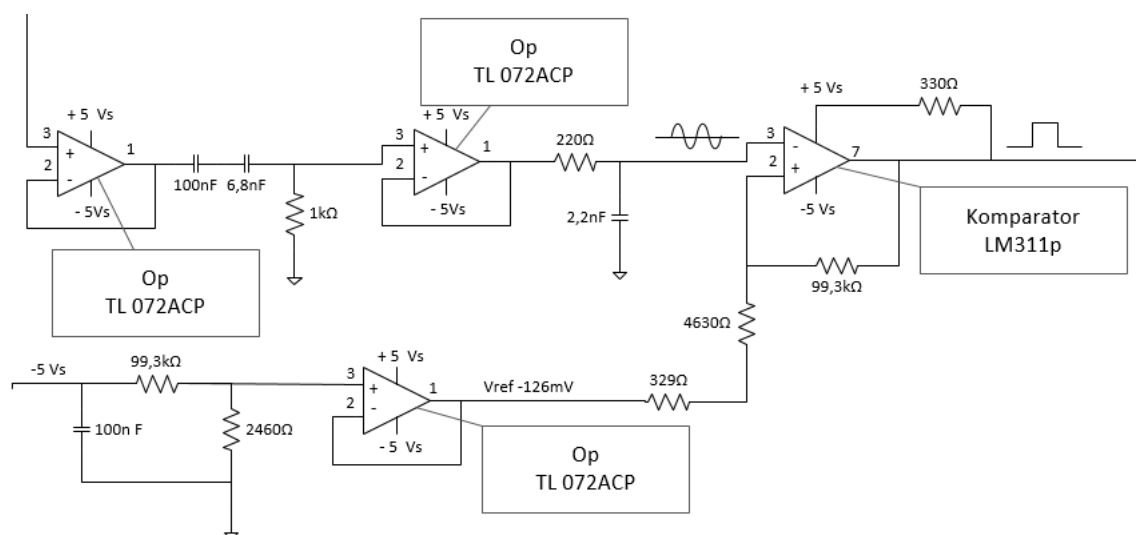 Op
TL 072ACP
+ 5 Vs
3
+
2
-
1
- 5Vs
100nF
6,8nF
1kΩ
Op
TL 072ACP
+ 5 Vs
3
+
2
-
1
- 5Vs
220Ω
2,2nF
+ 5 Vs
330Ω
3
-
2
+
7
-5 Vs
Komparator
LM311p
99,3kΩ
4630Ω
-5 Vs
99,3kΩ
100n F
2460Ω
+ 5 Vs
3
+
2
-
1
- 5 Vs
Vref -126mV
329Ω
Op
TL 072ACP